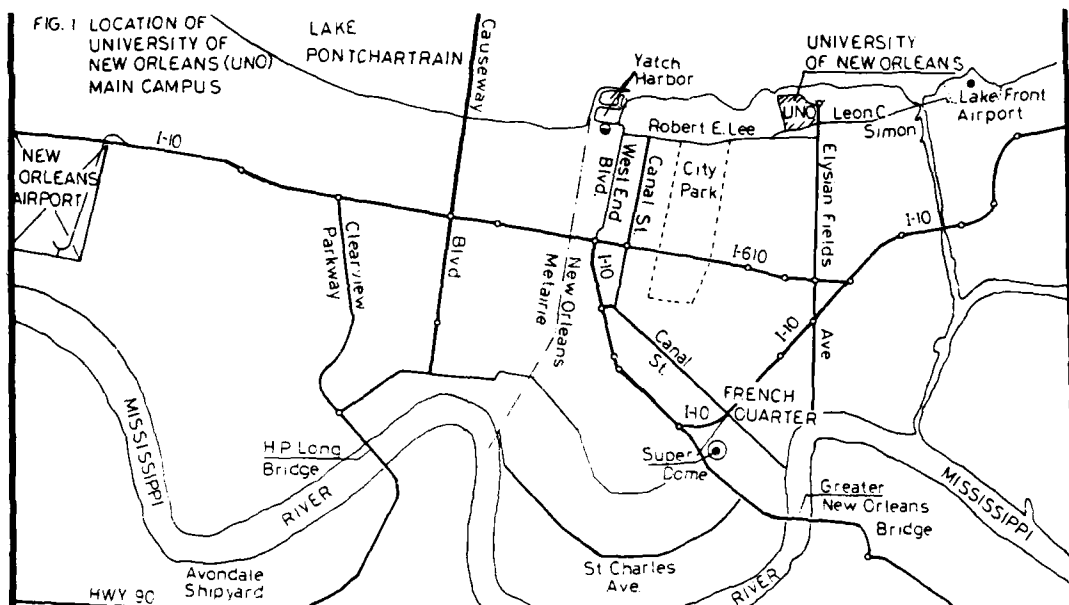 FIG. 1 LOCATION OF
UNIVERSITY OF
NEW ORLEANS (UNO)
MAIN CAMPUS
LAKE
PONTCHARTRAIN
Causeway
Blvd
Yatch
Harbor
UNIVERSITY
OF NEW ORLEANS
UNO
Leon C.
Simon
Lake Front
Airport
Robert E. Lee
I-10
NEW
ORLEANS
AIRPORT
Clearview
Parkway
West End
Blvd.
Canal St.
City
Park
Elysian Fields
Ave
I-10
I-610
I-10
New Orleans
Metairie
I-10
Canal
St.
FRENCH
QUARTER
I-10
MISSISSIPPI
RIVER
H.P. Long
Bridge
Super
Dome
Greater
New Orleans
Bridge
MISSISSIPPI
RIVER
Avondale
Shipyard
St Charles
Ave.
HWY 90